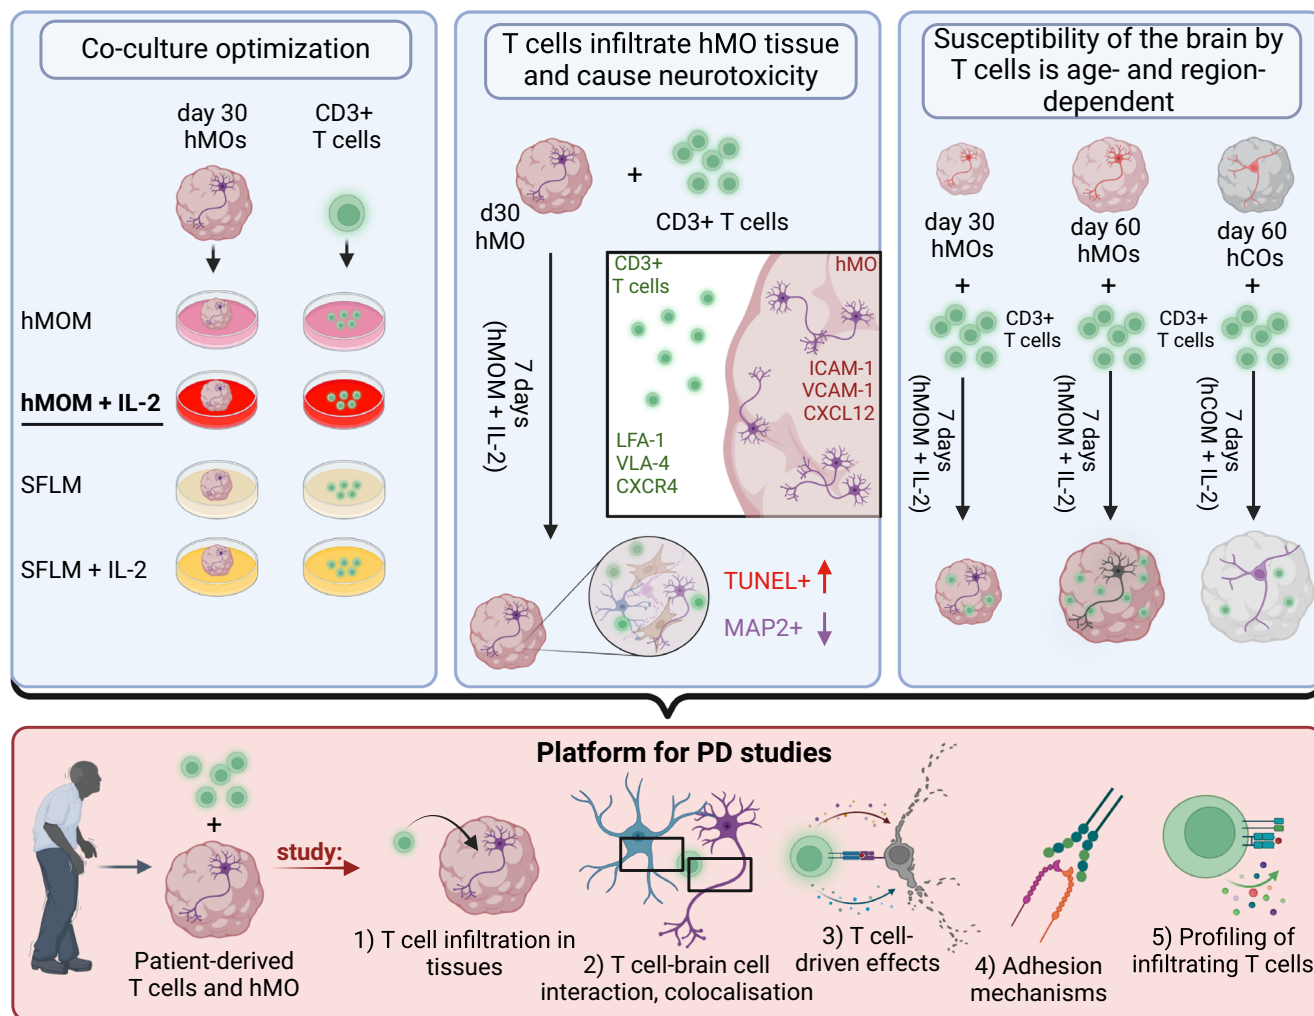 Co-culture optimization
day 30
hMOs
CD3+
T cells
hMOM
hMOM + IL-2
SFLM
SFLM + IL-2
T cells infiltrate hMO tissue
and cause neurotoxicity
d30
hMO
+
CD3+ T cells
7 days
(hMOM + IL-2)
CD3+
T cells
hMO
ICAM-1
VCAM-1
CXCL12
LFA-1
VLA-4
CXCR4
TUNEL+
MAP2+
Susceptibility of the brain by
T cells is age- and region-
dependent
day 30
hMOs
day 60
hMOs
day 60
hCOs
+
+
+
CD3+
T cells
CD3+
T cells
7 days
(hMOM + IL-2)
7 days
(hMOM + IL-2)
7 days
(hCOM + IL-2)
Platform for PD studies
+
Patient-derived
T cells and hMO
study:
1) T cell infiltration in
tissues
2) T cell-brain cell
interaction, colocalisation
3) T cell-
driven effects
4) Adhesion
mechanisms
5) Profiling of
infiltrating T cells